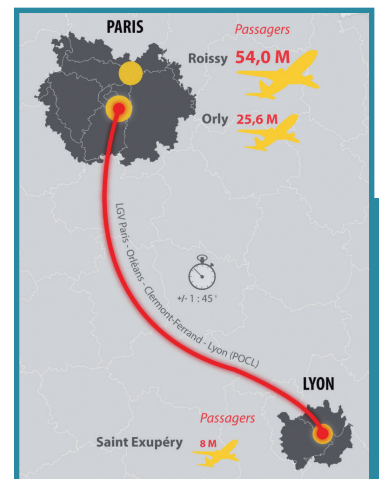 PARIS
Passagers
Roissy 54,0 M
Orly 25,6 M
LGV Paris - Orléans - Clermont-Ferrand - Lyon (POCL)
+/- 1 : 45 '
LYON
Passagers
Saint Exupéry 8 M